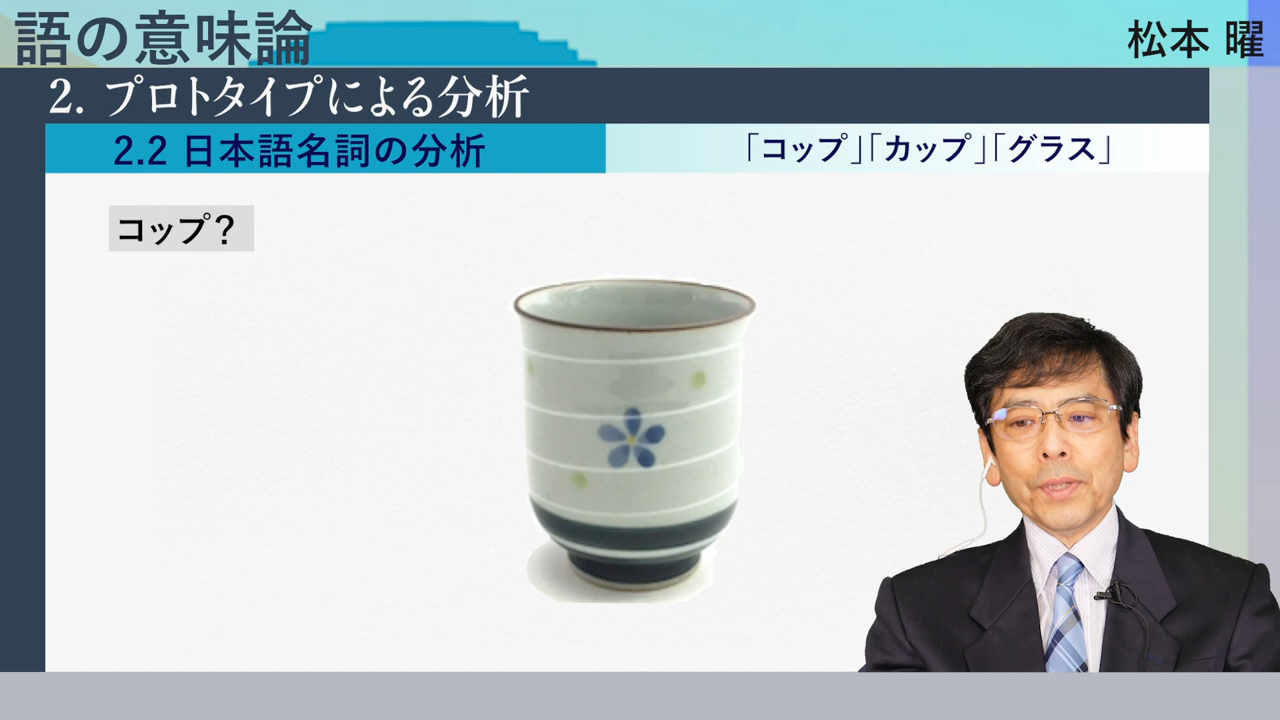 語の意味論
松本 曜
2. プロトタイプによる分析
2.2 日本語名詞の分析
「コップ」「カップ」「グラス」
コップ？